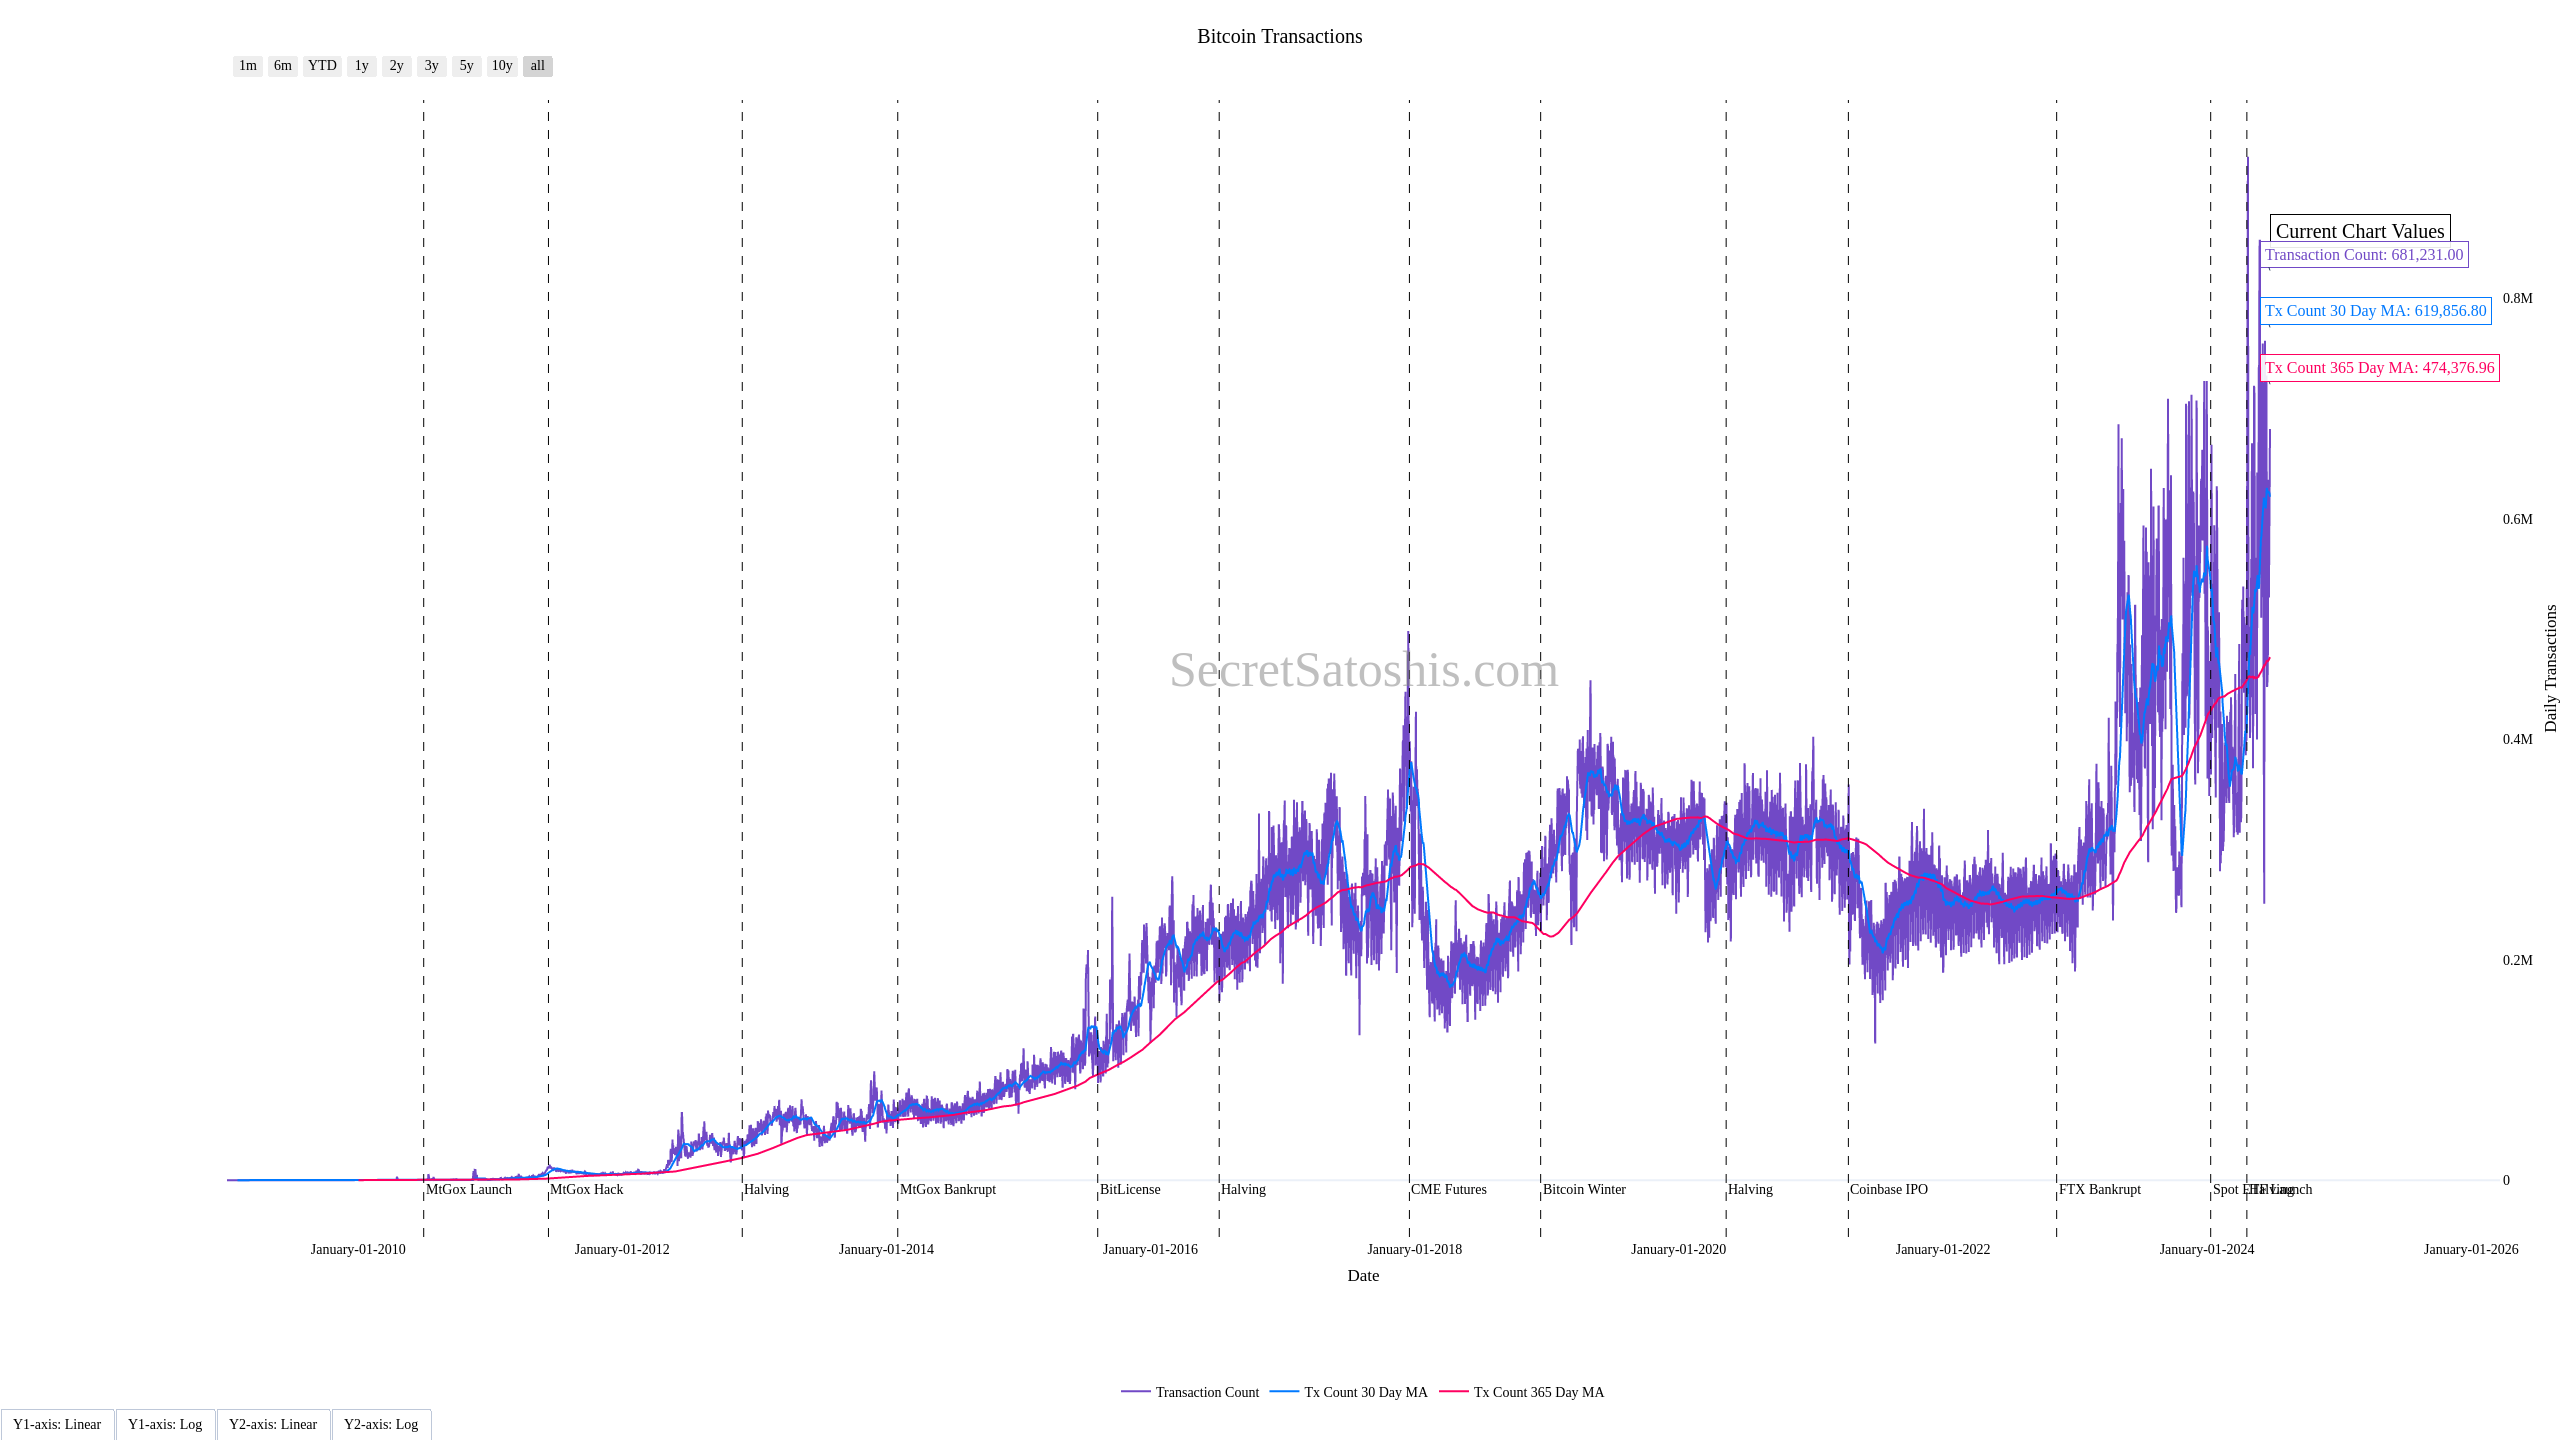 Bitcoin Transactions
1m 6m YTD 1y 2y 3y 5y 10y all
Current Chart Values
Transaction Count: 681,231.00
Tx Count 30 Day MA: 619,856.80
Tx Count 365 Day MA: 474,376.96
0.8M
0.6M
0.4M
0.2M
0
Daily Transactions
SecretSatoshis.com
MtGox Launch MtGox Hack Halving MtGox Bankrupt BitLicense Halving CME Futures Bitcoin Winter Halving Coinbase IPO FTX Bankrupt Spot ETF Launch Halving
January-01-2010 January-01-2012 January-01-2014 January-01-2016 January-01-2018 January-01-2020 January-01-2022 January-01-2024 January-01-2026
Date
Transaction Count Tx Count 30 Day MA Tx Count 365 Day MA
Y1-axis: Linear Y1-axis: Log Y2-axis: Linear Y2-axis: Log